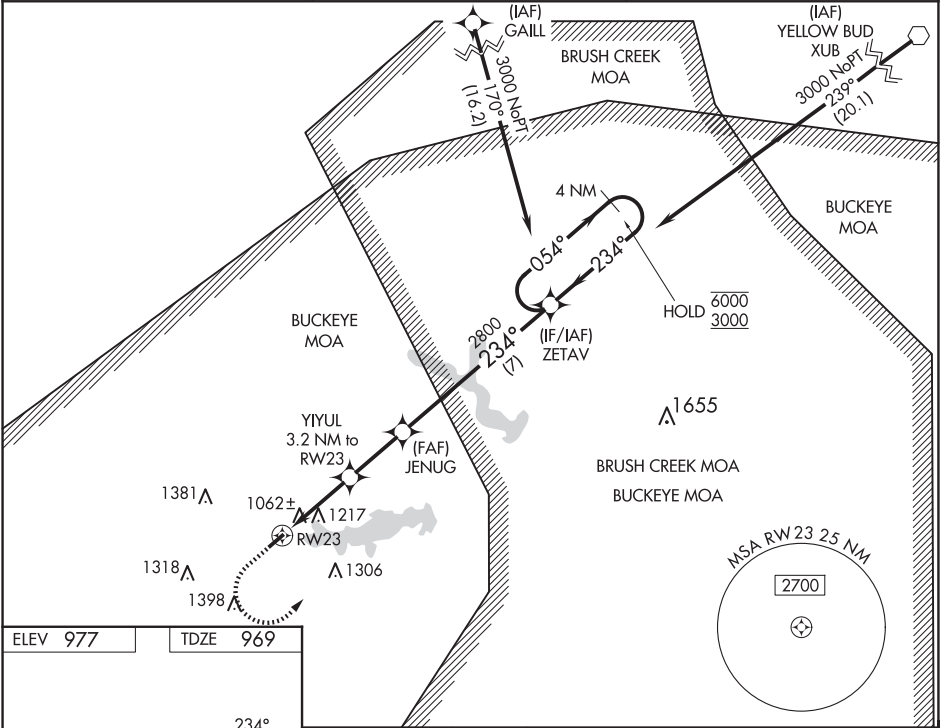 (IAF)
GAILL
(IAF)
YELLOW BUD
XUB
BRUSH CREEK
MOA
3000 NoPT
170°
(16.2)
3000 NoPT
239°
(20.1)
4 NM
BUCKEYE
MOA
054°
234°
HOLD 6000
3000
BUCKEYE
MOA
2800
234°
(7)
(IF/IAF)
ZETAV
1655
YIYUL
3.2 NM to
RW23
(FAF)
JENUG
BRUSH CREEK MOA
BUCKEYE MOA
1381
1062±
1217
RW23
MSA RW23 25 NM
2700
1318
1306
1398
ELEV 977
TDZE 969
234°